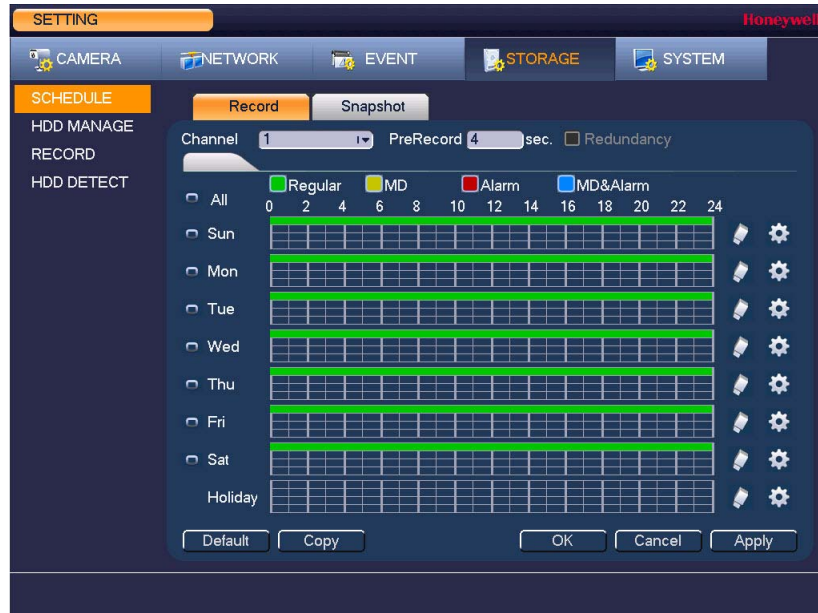 SETTING
Honeywell
CAMERA NETWORK EVENT STORAGE SYSTEM
SCHEDULE
HDD MANAGE
RECORD
HDD DETECT
Record Snapshot
Channel 1 PreRecord 4 sec. Redundancy
Regular MD Alarm MD&Alarm
All 0 2 4 6 8 10 12 14 16 18 20 22 24
Sun
Mon
Tue
Wed
Thu
Fri
Sat
Holiday
Default Copy OK Cancel Apply